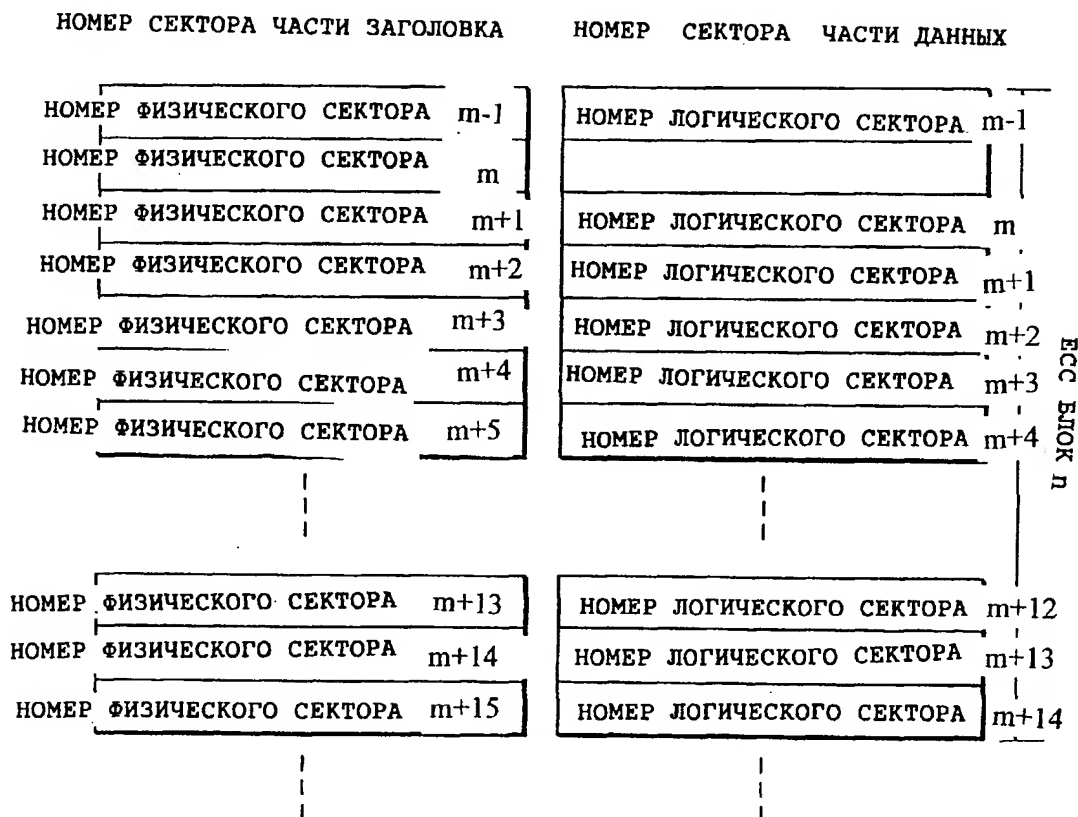 НОМЕР СЕКТОРА ЧАСТИ ЗАГОЛОВКА НОМЕР СЕКТОРА ЧАСТИ ДАННЫХ
НОМЕР ФИЗИЧЕСКОГО СЕКТОРА m-1 НОМЕР ЛОГИЧЕСКОГО СЕКТОРА m-1
НОМЕР ФИЗИЧЕСКОГО СЕКТОРА m
НОМЕР ФИЗИЧЕСКОГО СЕКТОРА m+1 НОМЕР ЛОГИЧЕСКОГО СЕКТОРА m
НОМЕР ФИЗИЧЕСКОГО СЕКТОРА m+2 НОМЕР ЛОГИЧЕСКОГО СЕКТОРА m+1
НОМЕР ФИЗИЧЕСКОГО СЕКТОРА m+3 НОМЕР ЛОГИЧЕСКОГО СЕКТОРА m+2
НОМЕР ФИЗИЧЕСКОГО СЕКТОРА m+4 НОМЕР ЛОГИЧЕСКОГО СЕКТОРА m+3
НОМЕР ФИЗИЧЕСКОГО СЕКТОРА m+5 НОМЕР ЛОГИЧЕСКОГО СЕКТОРА m+4
ЕСС БЛОК n
НОМЕР ФИЗИЧЕСКОГО СЕКТОРА m+13 НОМЕР ЛОГИЧЕСКОГО СЕКТОРА m+12
НОМЕР ФИЗИЧЕСКОГО СЕКТОРА m+14 НОМЕР ЛОГИЧЕСКОГО СЕКТОРА m+13
НОМЕР ФИЗИЧЕСКОГО СЕКТОРА m+15 НОМЕР ЛОГИЧЕСКОГО СЕКТОРА m+14